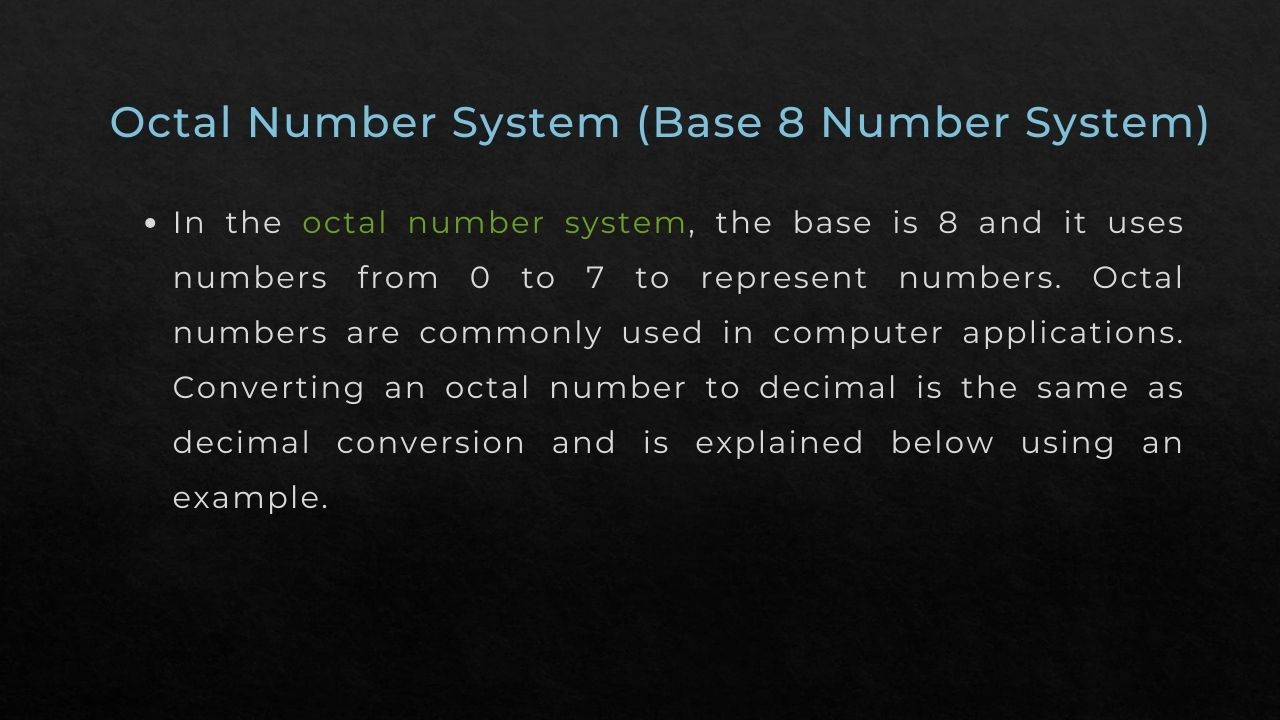 Octal Number System (Base 8 Number System)
• In the octal number system, the base is 8 and it uses
numbers from 0 to 7 to represent numbers. Octal
numbers are commonly used in computer applications.
Converting an octal number to decimal is the same as
decimal conversion and is explained below using an
example.